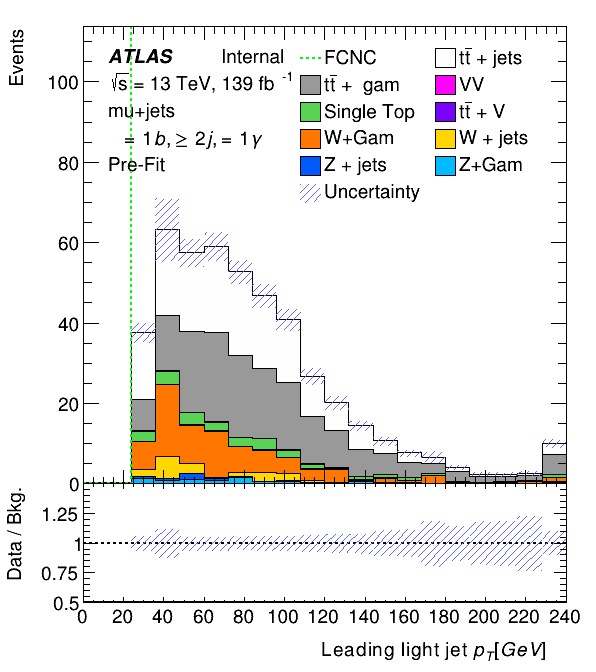 Events
ATLAS Internal
√s = 13 TeV, 139 fb⁻¹
mu+jets
= 1b, ≥ 2j, = 1γ
Pre-Fit
FCNC
tt̄ + jets
tt̄ + gam
VV
Single Top
tt̄ + V
W+Gam
W + jets
Z + jets
Z+Gam
Uncertainty
100
80
60
40
20
0
Data / Bkg.
1.25
1
0.75
0.5
0 20 40 60 80 100 120 140 160 180 200 220 240
Leading light jet p_T[GeV]